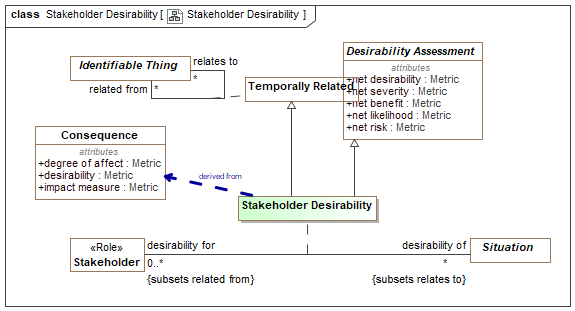 class Stakeholder Desirability [ Stakeholder Desirability ]
Desirability Assessment
attributes
+net desirability : Metric
+net severity : Metric
+net benefit : Metric
+net likelihood : Metric
+net risk : Metric
Identifiable Thing
relates to
*
related from
*
Temporally Related
Consequence
attributes
+degree of affect : Metric
+desirability : Metric
+impact measure : Metric
derived from
Stakeholder Desirability
«Role»
Stakeholder
desirability for
0..*
{subsets related from}
desirability of
*
{subsets relates to}
Situation